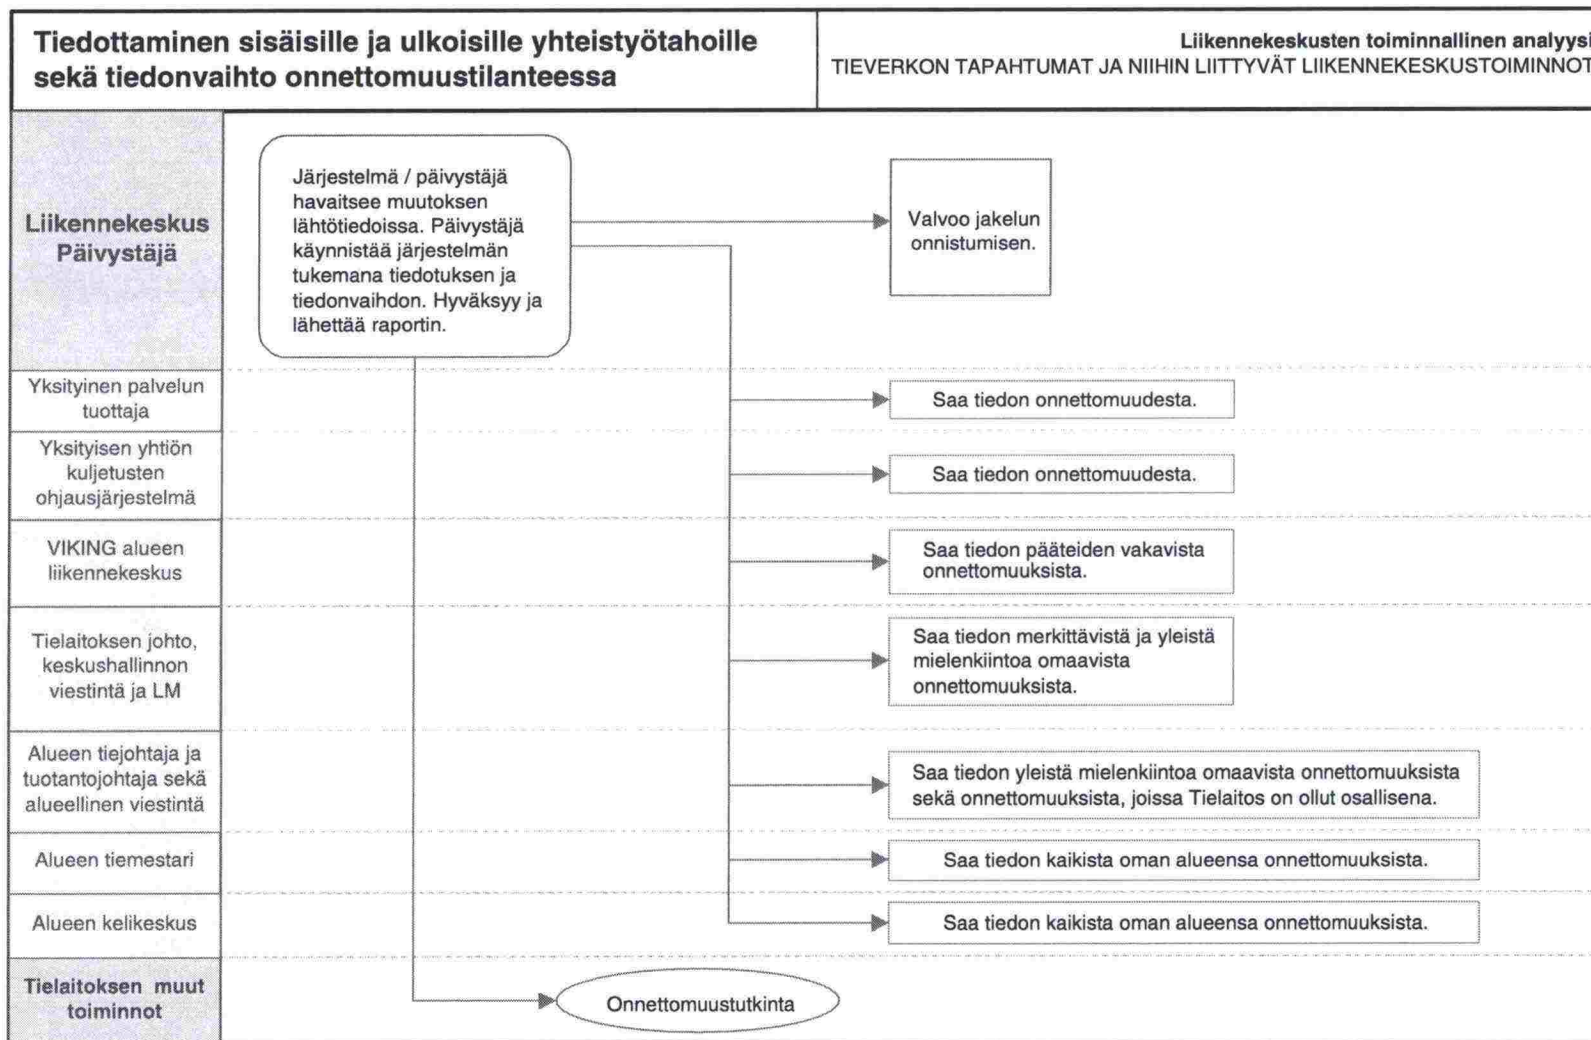 Tiedottaminen sisäisille ja ulkoisille yhteistyötahoille
sekä tiedonvaihto onnettomuustilanteessa
Liikennekeskusten toiminnallinen analyysi
TIEVERKON TAPAHTUMAT JA NIIHIN LIITTYVÄT LIIKENNEKESKUSTOIMINNOT
Liikennekeskus
Päivystäjä
Järjestelmä / päivystäjä
havaitsee muutoksen
lähtötiedoissa. Päivystäjä
käynnistää järjestelmän
tukemana tiedotuksen ja
tiedonvaihdon. Hyväksyy ja
lähettää raportin.
Valvoo jakelun
onnistumisen.
Yksityinen palvelun
tuottaja
Saa tiedon onnettomuudesta.
Yksityisen yhtiön
kuljetusten
ohjausjärjestelmä
Saa tiedon onnettomuudesta.
VIKING alueen
liikennekeskus
Saa tiedon pääteiden vakavista
onnettomuuksista.
Tielaitoksen johto,
keskushallinnon
viestintä ja LM
Saa tiedon merkittävistä ja yleistä
mielenkiintoa omaavista
onnettomuuksista.
Alueen tiejohtaja ja
tuotantojohtaja sekä
alueellinen viestintä
Saa tiedon yleistä mielenkiintoa omaavista onnettomuuksista
sekä onnettomuuksista, joissa Tielaitos on ollut osallisena.
Alueen tiemestari
Saa tiedon kaikista oman alueensa onnettomuuksista.
Alueen kelikeskus
Saa tiedon kaikista oman alueensa onnettomuuksista.
Tielaitoksen muut
toiminnot
Onnettomuustutkinta